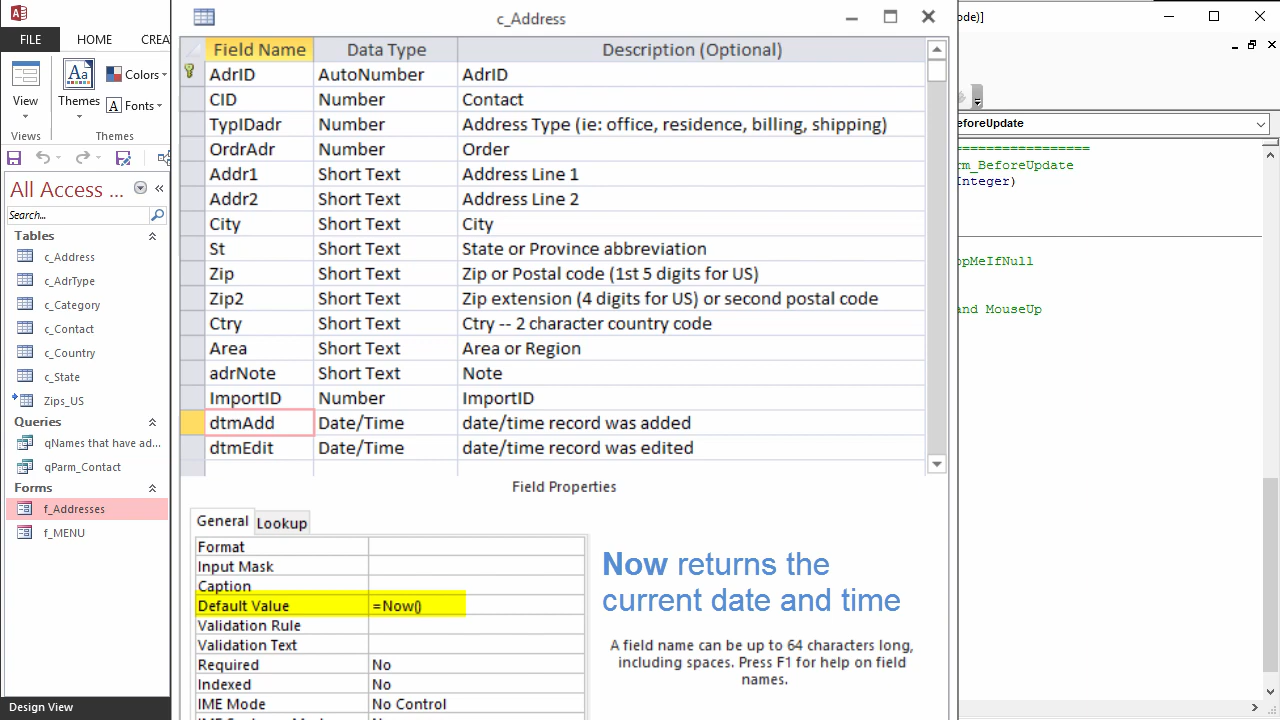 c_Address
ode)]
FILE HOME CREA
View
Themes
Colors
Fonts
Views Themes
All Access ...
Search...
Tables
c_Address
c_AdrType
c_Category
c_Contact
c_Country
c_State
Zips_US
Queries
qNames that have ad...
qParm_Contact
Forms
f_Addresses
f_MENU
Design View
Field Name Data Type Description (Optional)
AdrID AutoNumber AdrID
CID Number Contact
TypIDadr Number Address Type (ie: office, residence, billing, shipping)
OrdrAdr Number Order
Addr1 Short Text Address Line 1
Addr2 Short Text Address Line 2
City Short Text City
St Short Text State or Province abbreviation
Zip Short Text Zip or Postal code (1st 5 digits for US)
Zip2 Short Text Zip extension (4 digits for US) or second postal code
Ctry Short Text Ctry -- 2 character country code
Area Short Text Area or Region
adrNote Short Text Note
ImportID Number ImportID
dtmAdd Date/Time date/time record was added
dtmEdit Date/Time date/time record was edited
Field Properties
General Lookup
Format
Input Mask
Caption
Default Value =Now()
Validation Rule
Validation Text
Required No
Indexed No
IME Mode No Control
Now returns the
current date and time
A field name can be up to 64 characters long,
including spaces. Press F1 for help on field
names.
eforeUpdate
================
rm_BeforeUpdate
Integer)
opMeIfNull
and MouseUp